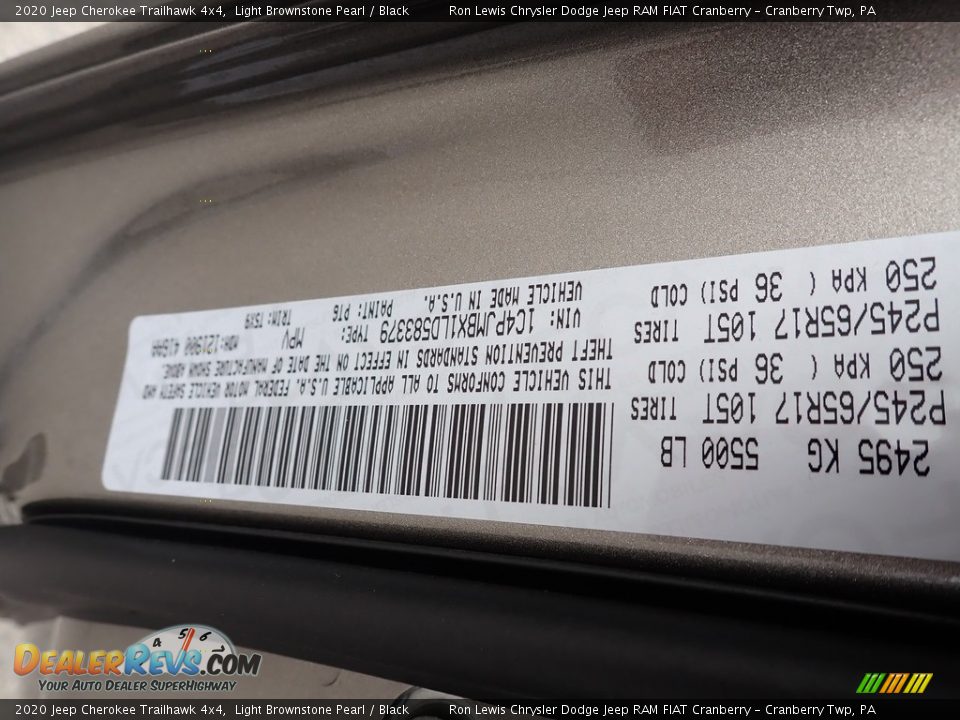 2020 Jeep Cherokee Trailhawk 4x4, Light Brownstone Pearl / Black Ron Lewis Chrysler Dodge Jeep RAM FIAT Cranberry – Cranberry Twp, PA
2495 KG 5500 LB
P245/65R17 105T TIRES
250 KPA ( 36 PSI) COLD
P245/65R17 105T TIRES
250 KPA ( 36 PSI) COLD
THIS VEHICLE CONFORMS TO ALL APPLICABLE U.S.A. FEDERAL MOTOR VEHICLE SAFETY AND
THEFT PREVENTION STANDARDS IN EFFECT ON THE DATE OF MANUFACTURE SHOWN ABOVE.
VIN: 1C4PJMBX1LD583379 TYPE: MPV
VEHICLE MADE IN U.S.A. PAINT: PTG TRIM:
4 5 6
DealerRevs.com
Your Auto Dealer SuperHighway
2020 Jeep Cherokee Trailhawk 4x4, Light Brownstone Pearl / Black Ron Lewis Chrysler Dodge Jeep RAM FIAT Cranberry – Cranberry Twp, PA